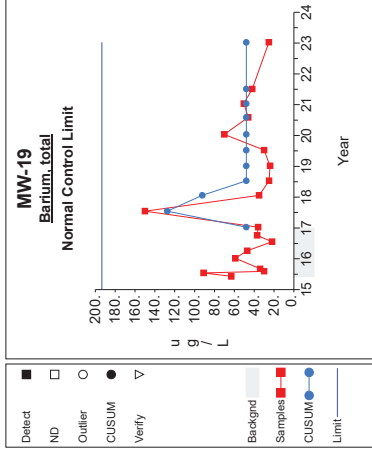 MW-19
Barium, total
Normal Control Limit
200.
180.
160.
140.
120.
100.
80.
60.
40.
20.
0.
u
g/
L
15 16 17 18 19 20 21 22 23 24
Year
Detect
ND
Outlier
CUSUM
Verify
Backgnd
Samples
CUSUM
Limit